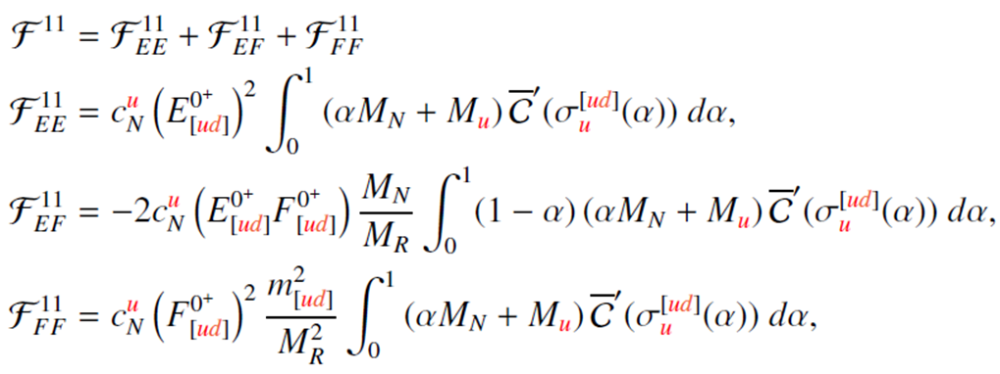 \mathcal{F}^{11} = \mathcal{F}^{11}_{EE} + \mathcal{F}^{11}_{EF} + \mathcal{F}^{11}_{FF}
\mathcal{F}^{11}_{EE} = c^{u}_{N} \left( E^{0^+}_{[ud]} \right)^2 \int_0^1 (\alpha M_N + M_u) \overline{\mathcal{C}}'(\sigma^{[ud]}_{u}(\alpha)) \, d\alpha,
\mathcal{F}^{11}_{EF} = -2c^{u}_{N} \left( E^{0^+}_{[ud]} F^{0^+}_{[ud]} \right) \frac{M_N}{M_R} \int_0^1 (1 - \alpha) (\alpha M_N + M_u) \overline{\mathcal{C}}'(\sigma^{[ud]}_{u}(\alpha)) \, d\alpha,
\mathcal{F}^{11}_{FF} = c^{u}_{N} \left( F^{0^+}_{[ud]} \right)^2 \frac{m^2_{[ud]}}{M^2_R} \int_0^1 (\alpha M_N + M_u) \overline{\mathcal{C}}'(\sigma^{[ud]}_{u}(\alpha)) \, d\alpha,